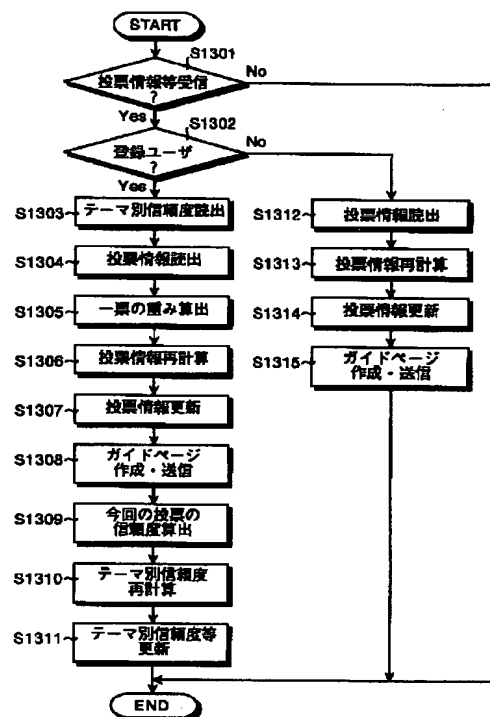 START
S1301
投票情報等受信
?
No
Yes
S1302
登録ユーザ
?
No
Yes
S1303
テーマ別信頼度読出
S1304
投票情報読出
S1305
一票の重み算出
S1306
投票情報再計算
S1307
投票情報更新
S1308
ガイドページ
作成・送信
S1309
今回の投票の
信頼度算出
S1310
テーマ別信頼度
再計算
S1311
テーマ別信頼度等
更新
S1312
投票情報読出
S1313
投票情報再計算
S1314
投票情報更新
S1315
ガイドページ
作成・送信
END